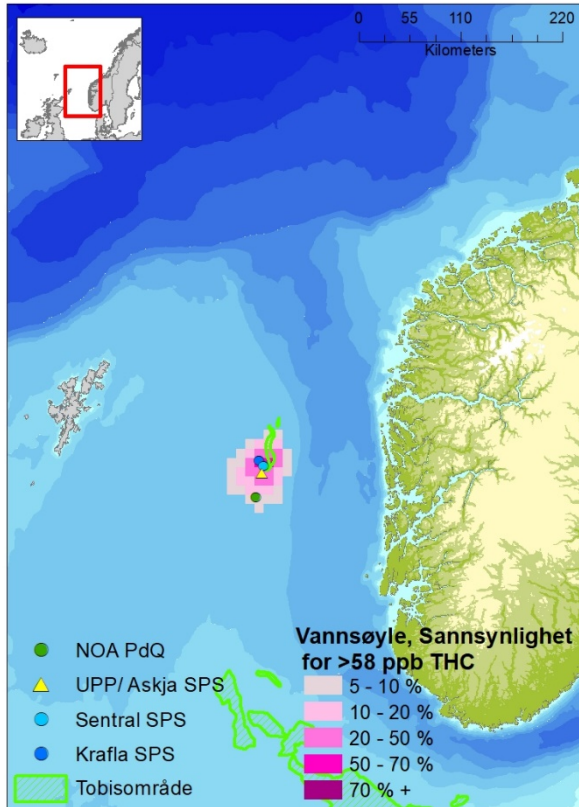 0 55 110 220
Kilometers
NOA PdQ
UPP/ Askja SPS
Sentral SPS
Krafla SPS
Tobisområde
Vannsøyle, Sannsynlighet
for >58 ppb THC
5 - 10 %
10 - 20 %
20 - 50 %
50 - 70 %
70 % +